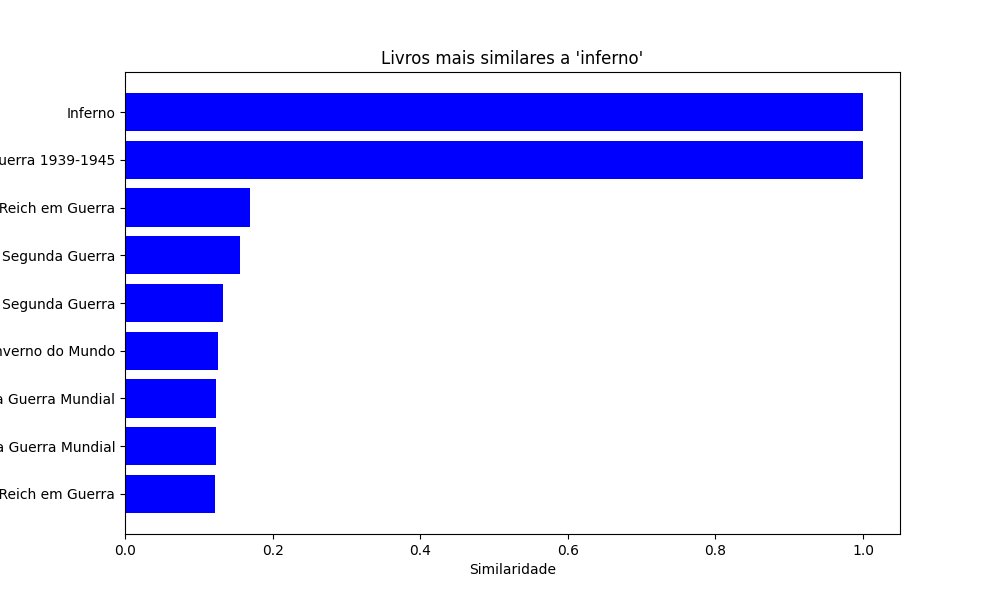 Livros mais similares a 'inferno'
Inferno
uerra 1939-1945
Reich em Guerra
Segunda Guerra
Segunda Guerra
nverno do Mundo
a Guerra Mundial
a Guerra Mundial
Reich em Guerra
0.0 0.2 0.4 0.6 0.8 1.0
Similaridade